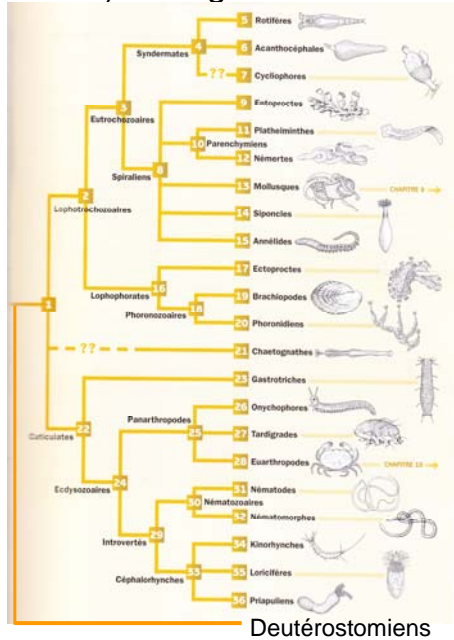 5 Rotifères
4
Syndermates
6 Acanthocéphales
?? 7 Cycliophores
3
Eutrochozoaires
9 Entoproctes
11 Plathelminthes
10 Parenchymiens
12 Némertes
8
Spiraliens
13 Mollusques
CHAPITRE 9
2
Lophotrochozoaires
14 Siponcles
15 Annélides
17 Ectoproctes
16
Lophophorates
19 Brachiopodes
18
Phoronozoaires
20 Phoronidiens
1
?? 21 Chaetognathes
23 Gastrotriches
22
Cuticulates
26 Onychophores
Panarthropodes
25
27 Tardigrades
28 Euarthropodes
CHAPITRE 10
24
Ecdysozoaires
31 Nématodes
30 Nématozoaires
32 Nématomorphes
29
Introvertés
34 Kinorhynches
33
Céphalorhynches
35 Loricifères
36 Priapuliens
Deutérostomiens